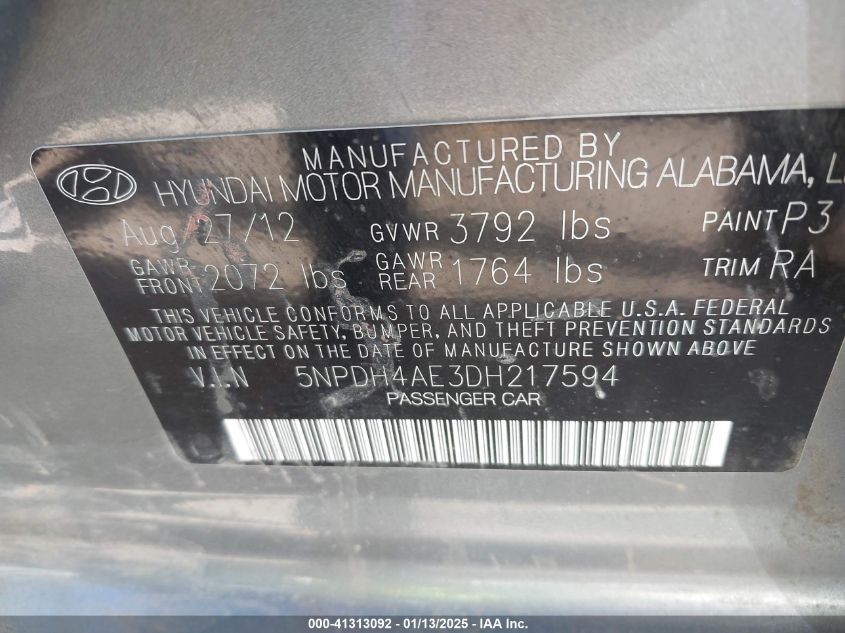 MANUFACTURED BY
HYUNDAI MOTOR MANUFACTURING ALABAMA,
Aug/27/12 GVWR 3792 lbs PAINT P3
GAWR FRONT 2072 lbs GAWR REAR 1764 lbs TRIM RA
THIS VEHICLE CONFORMS TO ALL APPLICABLE U.S.A. FEDERAL
MOTOR VEHICLE SAFETY, BUMPER, AND THEFT PREVENTION STANDARDS
IN EFFECT ON THE DATE OF MANUFACTURE SHOWN ABOVE
V.I.N 5NPDH4AE3DH217594
PASSENGER CAR
000-41313092 - 01/13/2025 - IAA Inc.